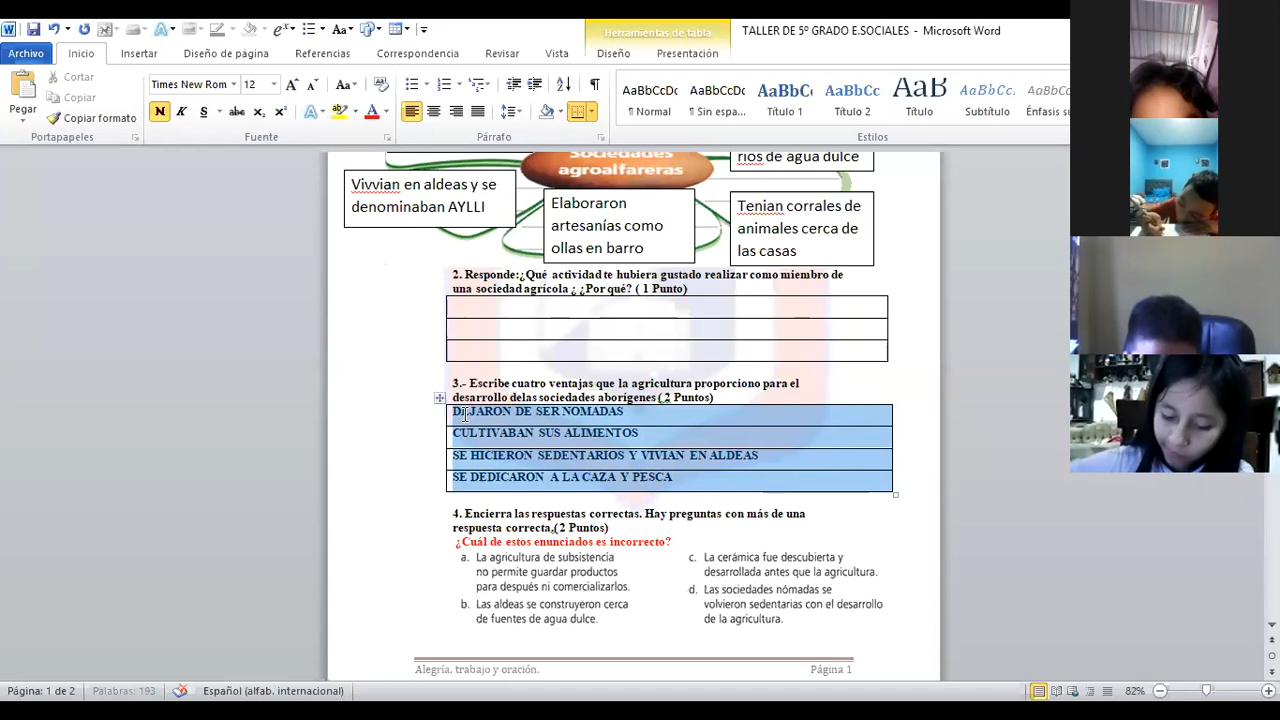 TALLER DE 5º GRADO E.SOCIALES - Microsoft Word
Herramientas de tabla
Archivo
Inicio
Insertar
Diseño de página
Referencias
Correspondencia
Revisar
Vista
Diseño
Presentación
Pegar
Cortar
Copiar
Copiar formato
Portapapeles
Times New Rom
12
Fuente
Párrafo
AaBbCcDc
¶ Normal
AaBbCcDc
¶ Sin espa...
AaBbC
Título 1
AaBbCc
Título 2
AaB
Título
AaBbCc.
Subtítulo
AaBbCcD
Énfasis su
Estilos
Sociedades
agroalfareras
rios de agua dulce
Vivvian en aldeas y se
denominaban AYLLI
Elaboraron
artesanías como
ollas en barro
Tenian corrales de
animales cerca de
las casas
2. Responde:¿Qué actividad te hubiera gustado realizar como miembro de
una sociedad agrícola ¿ ¿Por qué? ( 1 Punto)
3.- Escribe cuatro ventajas que la agricultura proporciono para el
desarrollo delas sociedades aborígenes ( 2 Puntos)
DEJARON DE SER NOMADAS
CULTIVABAN SUS ALIMENTOS
SE HICIERON SEDENTARIOS Y VIVIAN EN ALDEAS
SE DEDICARON A LA CAZA Y PESCA
4. Encierra las respuestas correctas. Hay preguntas con más de una
respuesta correcta,( 2 Puntos)
¿Cuál de estos enunciados es incorrecto?
a. La agricultura de subsistencia
no permite guardar productos
para después ni comercializarlos.
b. Las aldeas se construyeron cerca
de fuentes de agua dulce.
c. La cerámica fue descubierta y
desarrollada antes que la agricultura.
d. Las sociedades nómadas se
volvieron sedentarias con el desarrollo
de la agricultura.
Alegría, trabajo y oración.
Página 1
Página: 1 de 2
Palabras: 193
Español (alfab. internacional)
82%